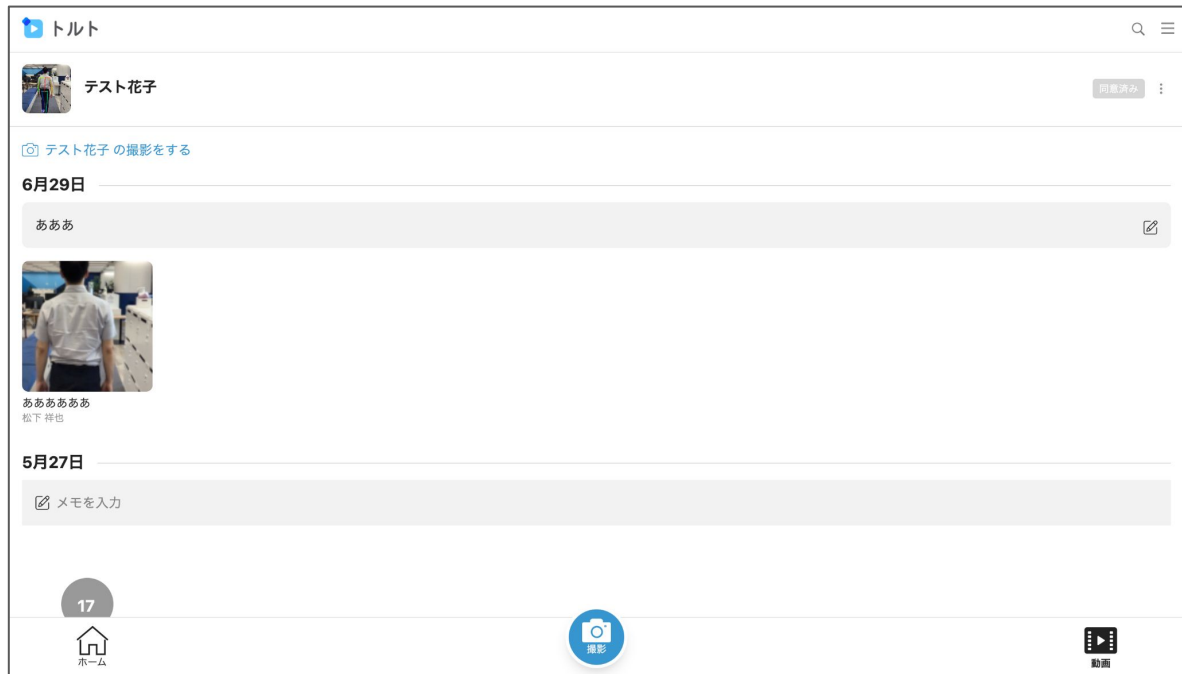 トルト
テスト花子
同意済み
テスト花子 の撮影をする
6月29日
あああ
ああああああ
松下 祥也
5月27日
メモを入力
17
ホーム
撮影
動画